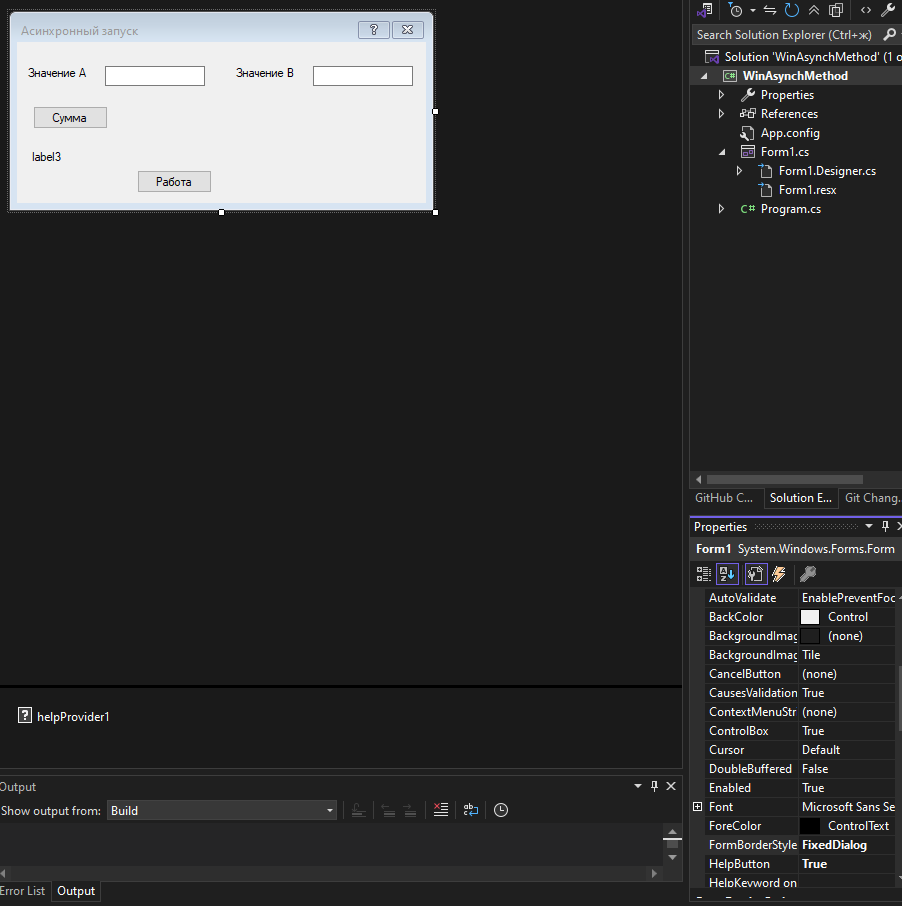 Асинхронный запуск
?
Значение A
Значение B
Сумма
label3
Работа
? helpProvider1
Output
Show output from: Build
Error List
Output
Search Solution Explorer (Ctrl+ж)
Solution 'WinAsynchMethod' (1 o
C# WinAsynchMethod
Properties
References
App.config
Form1.cs
Form1.Designer.cs
Form1.resx
C# Program.cs
GitHub C...
Solution E...
Git Chang.
Properties
Form1 System.Windows.Forms.Form
AutoValidate EnablePreventFoc
BackColor Control
BackgroundImag (none)
BackgroundImag Tile
CancelButton (none)
CausesValidation True
ContextMenuStr (none)
ControlBox True
Cursor Default
DoubleBuffered False
Enabled True
Font Microsoft Sans Se
ForeColor ControlText
FormBorderStyle FixedDialog
HelpButton True
HelpKeyword on